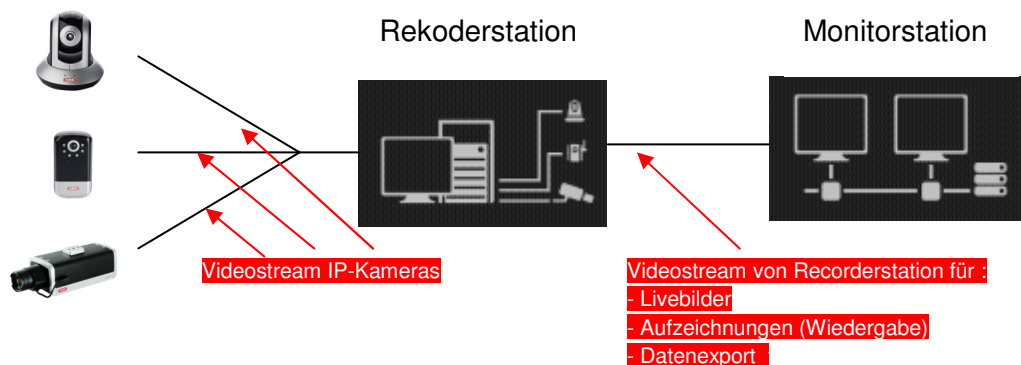 Rekoderstation
Monitorstation
Videostream IP-Kameras
Videostream von Recorderstation für :
- Livebilder
- Aufzeichnungen (Wiedergabe)
- Datenexport